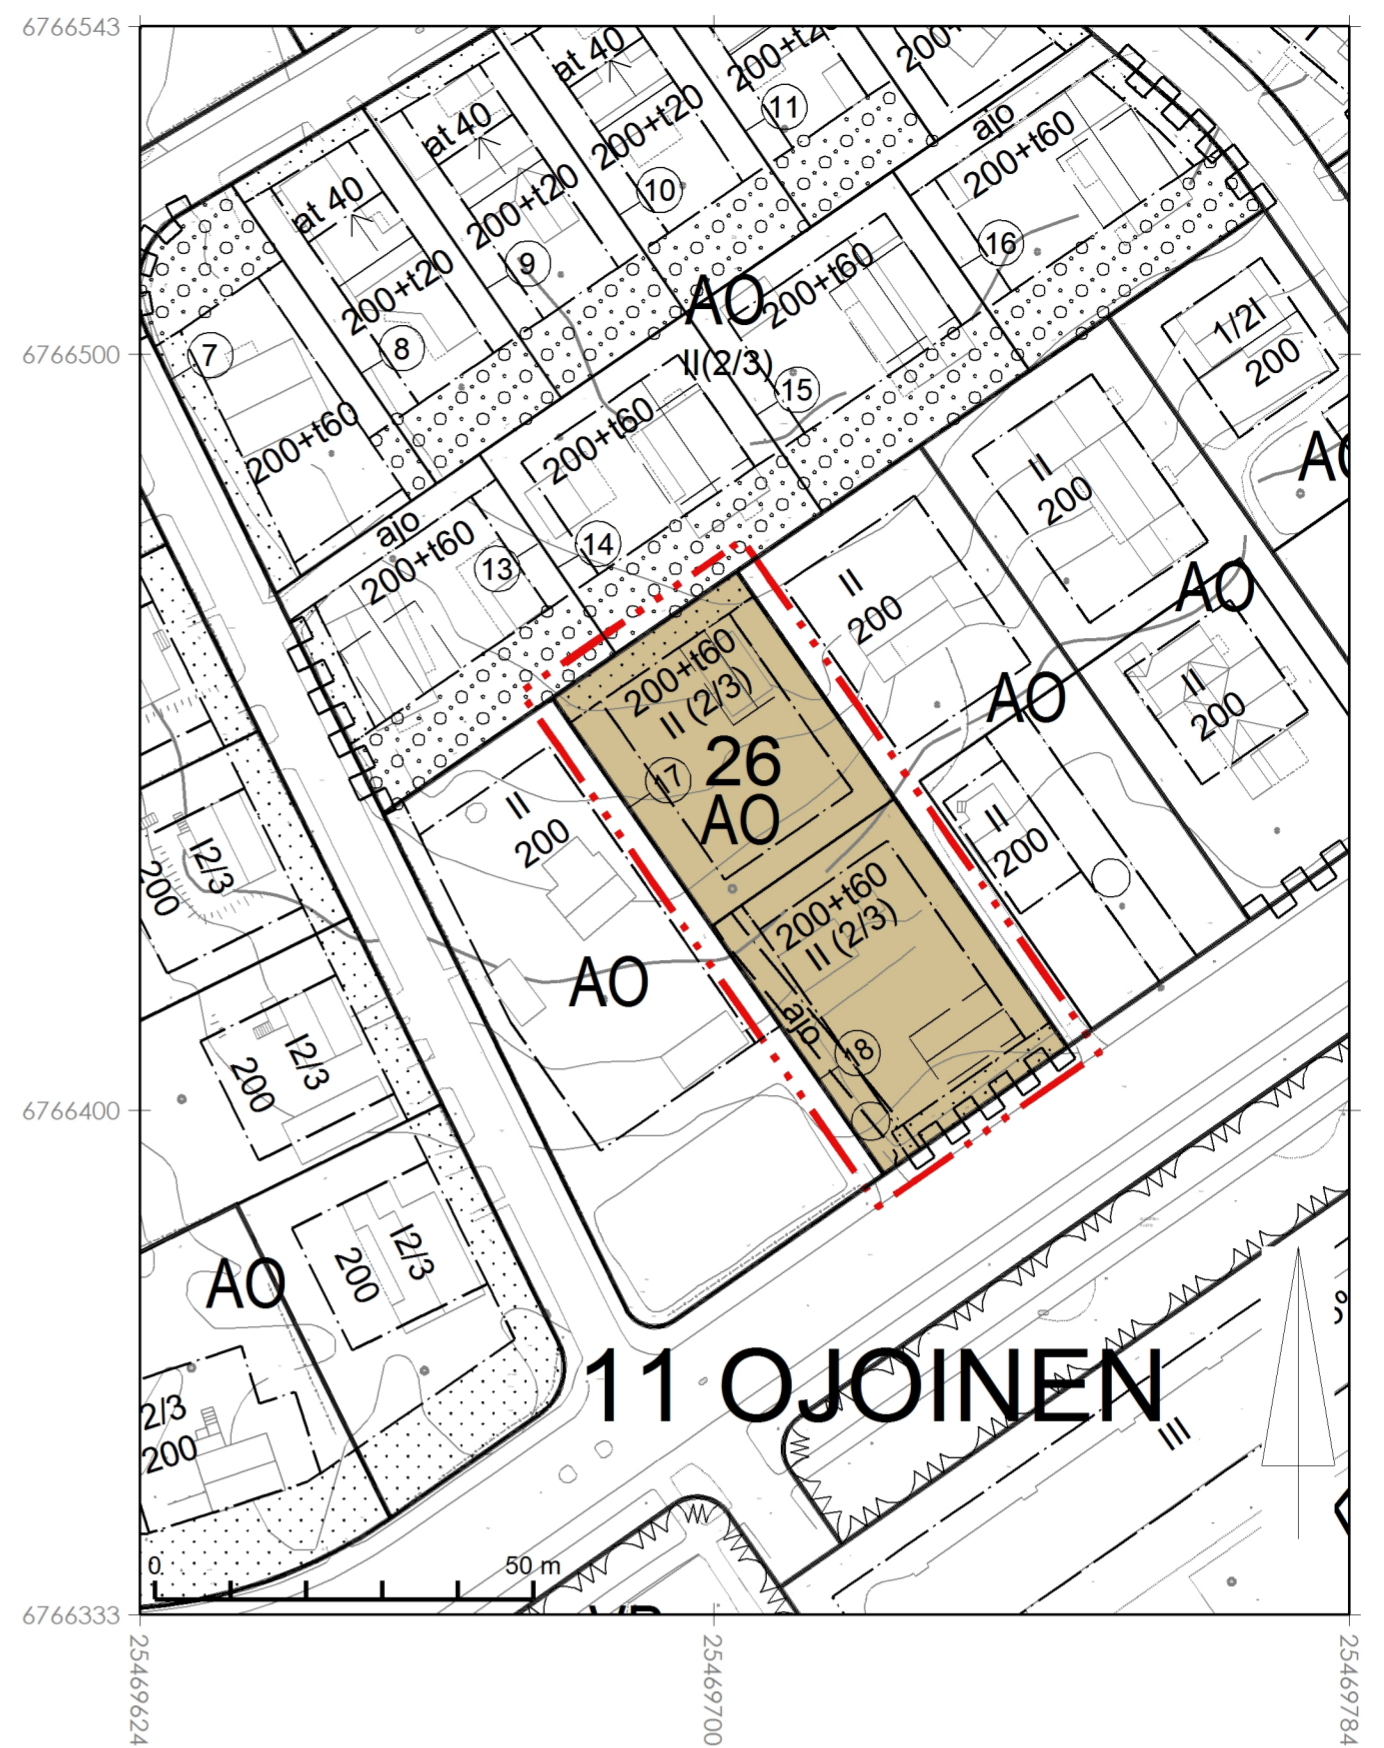 6766543
at 40
200+t20
200+
11
at 40
200+t20
10
ajo
200+t60
16
at 40
200+t20
9
AO
200+t60
II(2/3)
15
1/2I
200
6766500
7
8
200+t60
200+t60
14
II
200
AO
ajo
200+t60
13
II
200
AO
200+t60
II (2/3)
17
26
AO
AO
II
200
II
200
II
200
I2/3
200
200+t60
II (2/3)
ajo
18
AO
I2/3
200
6766400
I2/3
200
AO
2/3
200
11 OJOINEN
III
0
50 m
6766333
25469624
25469700
25469784